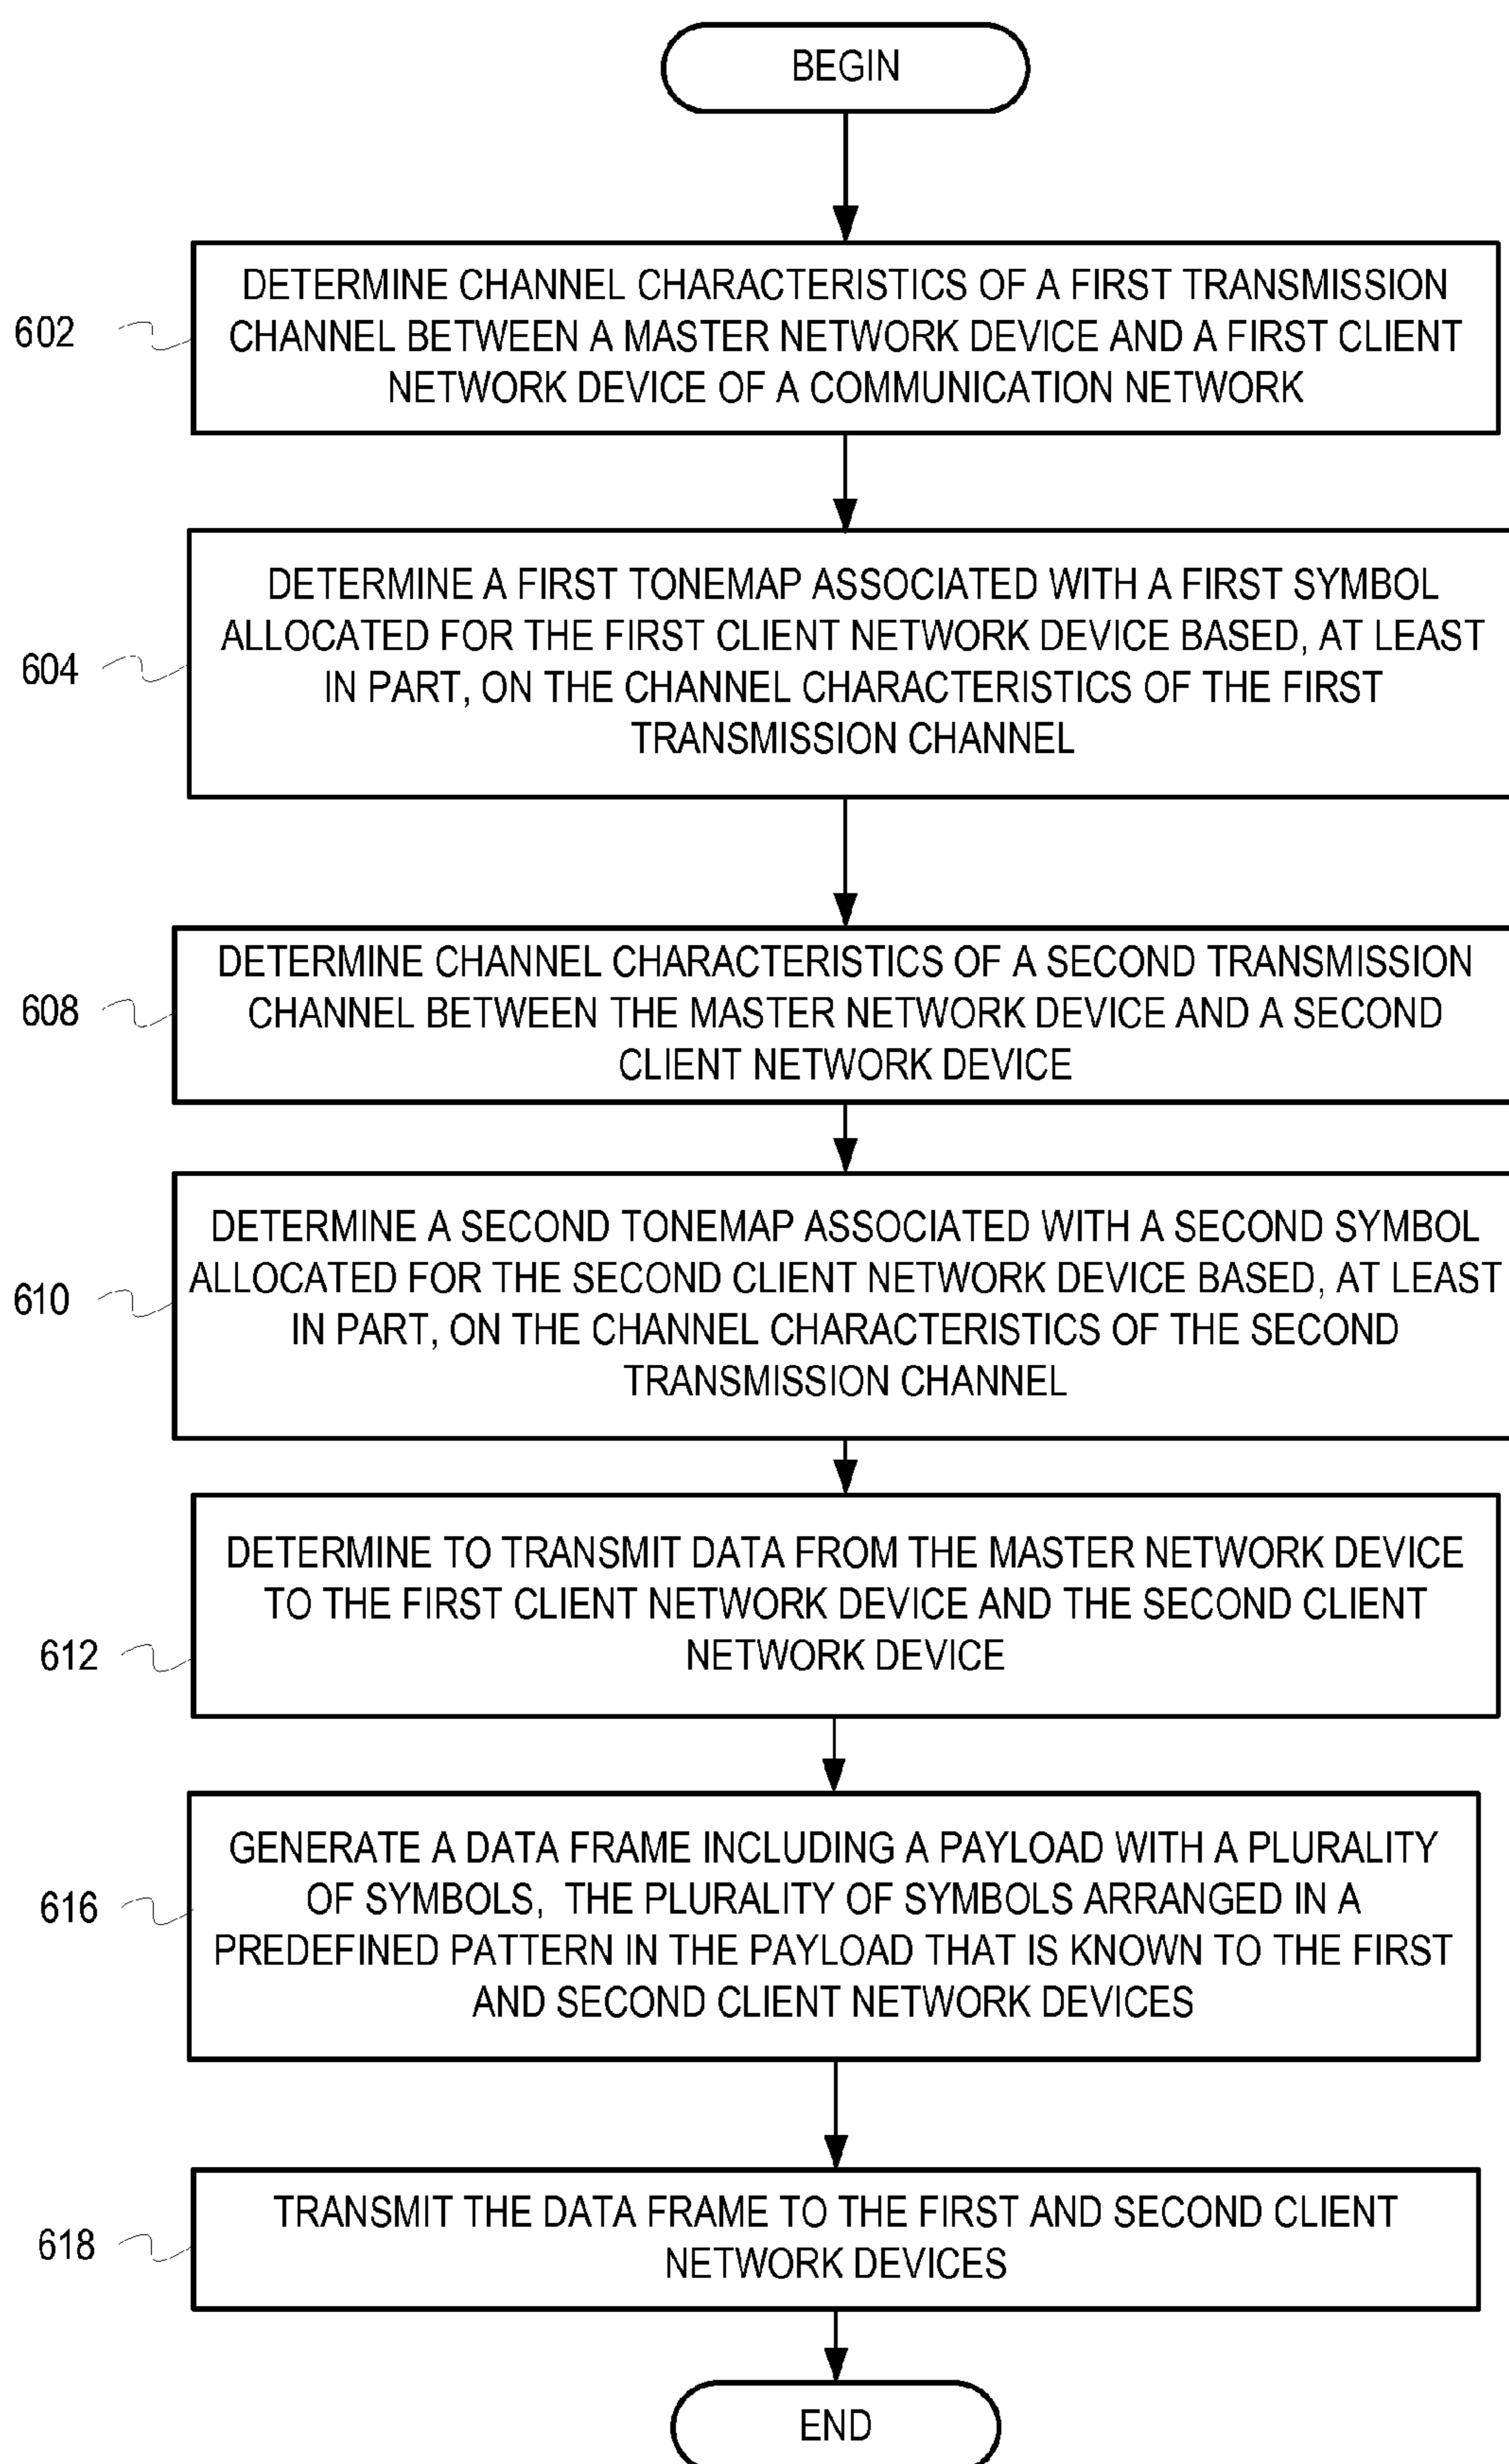 BEGIN
DETERMINE CHANNEL CHARACTERISTICS OF A FIRST TRANSMISSION
CHANNEL BETWEEN A MASTER NETWORK DEVICE AND A FIRST CLIENT
NETWORK DEVICE OF A COMMUNICATION NETWORK
602
DETERMINE A FIRST TONEMAP ASSOCIATED WITH A FIRST SYMBOL
ALLOCATED FOR THE FIRST CLIENT NETWORK DEVICE BASED, AT LEAST
IN PART, ON THE CHANNEL CHARACTERISTICS OF THE FIRST
TRANSMISSION CHANNEL
604
DETERMINE CHANNEL CHARACTERISTICS OF A SECOND TRANSMISSION
CHANNEL BETWEEN THE MASTER NETWORK DEVICE AND A SECOND
CLIENT NETWORK DEVICE
608
DETERMINE A SECOND TONEMAP ASSOCIATED WITH A SECOND SYMBOL
ALLOCATED FOR THE SECOND CLIENT NETWORK DEVICE BASED, AT LEAST
IN PART, ON THE CHANNEL CHARACTERISTICS OF THE SECOND
TRANSMISSION CHANNEL
610
DETERMINE TO TRANSMIT DATA FROM THE MASTER NETWORK DEVICE
TO THE FIRST CLIENT NETWORK DEVICE AND THE SECOND CLIENT
NETWORK DEVICE
612
GENERATE A DATA FRAME INCLUDING A PAYLOAD WITH A PLURALITY
OF SYMBOLS, THE PLURALITY OF SYMBOLS ARRANGED IN A
PREDEFINED PATTERN IN THE PAYLOAD THAT IS KNOWN TO THE FIRST
AND SECOND CLIENT NETWORK DEVICES
616
TRANSMIT THE DATA FRAME TO THE FIRST AND SECOND CLIENT
NETWORK DEVICES
618
END